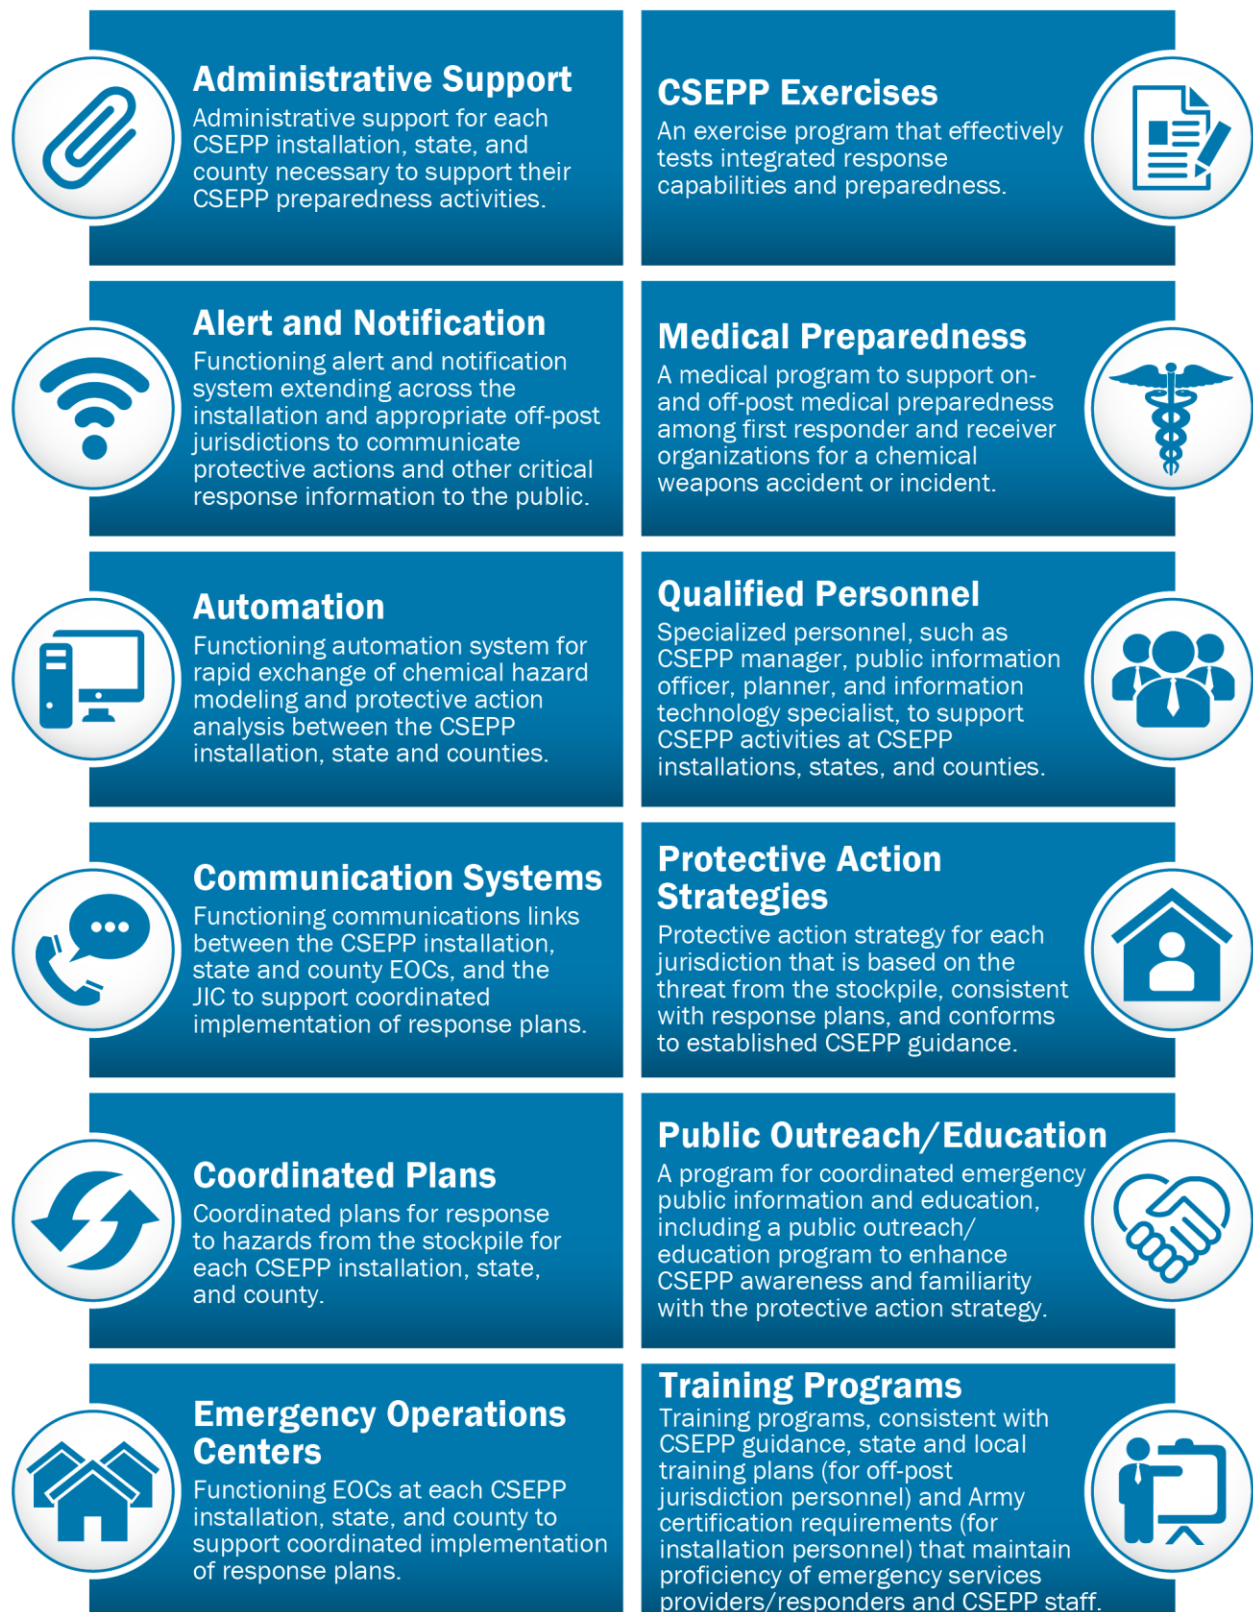 Administrative Support
Administrative support for each
CSEPP installation, state, and
county necessary to support their
CSEPP preparedness activities.
CSEPP Exercises
An exercise program that effectively
tests integrated response
capabilities and preparedness.
Alert and Notification
Functioning alert and notification
system extending across the
installation and appropriate off-post
jurisdictions to communicate
protective actions and other critical
response information to the public.
Medical Preparedness
A medical program to support on-
and off-post medical preparedness
among first responder and receiver
organizations for a chemical
weapons accident or incident.
Automation
Functioning automation system for
rapid exchange of chemical hazard
modeling and protective action
analysis between the CSEPP
installation, state and counties.
Qualified Personnel
Specialized personnel, such as
CSEPP manager, public information
officer, planner, and information
technology specialist, to support
CSEPP activities at CSEPP
installations, states, and counties.
Communication Systems
Functioning communications links
between the CSEPP installation,
state and county EOCs, and the
JIC to support coordinated
implementation of response plans.
Protective Action
Strategies
Protective action strategy for each
jurisdiction that is based on the
threat from the stockpile, consistent
with response plans, and conforms
to established CSEPP guidance.
Coordinated Plans
Coordinated plans for response
to hazards from the stockpile for
each CSEPP installation, state,
and county.
Public Outreach/Education
A program for coordinated emergency
public information and education,
including a public outreach/
education program to enhance
CSEPP awareness and familiarity
with the protective action strategy.
Emergency Operations
Centers
Functioning EOCs at each CSEPP
installation, state, and county to
support coordinated implementation
of response plans.
Training Programs
Training programs, consistent with
CSEPP guidance, state and local
training plans (for off-post
jurisdiction personnel) and Army
certification requirements (for
installation personnel) that maintain
proficiency of emergency services
providers/responders and CSEPP staff.